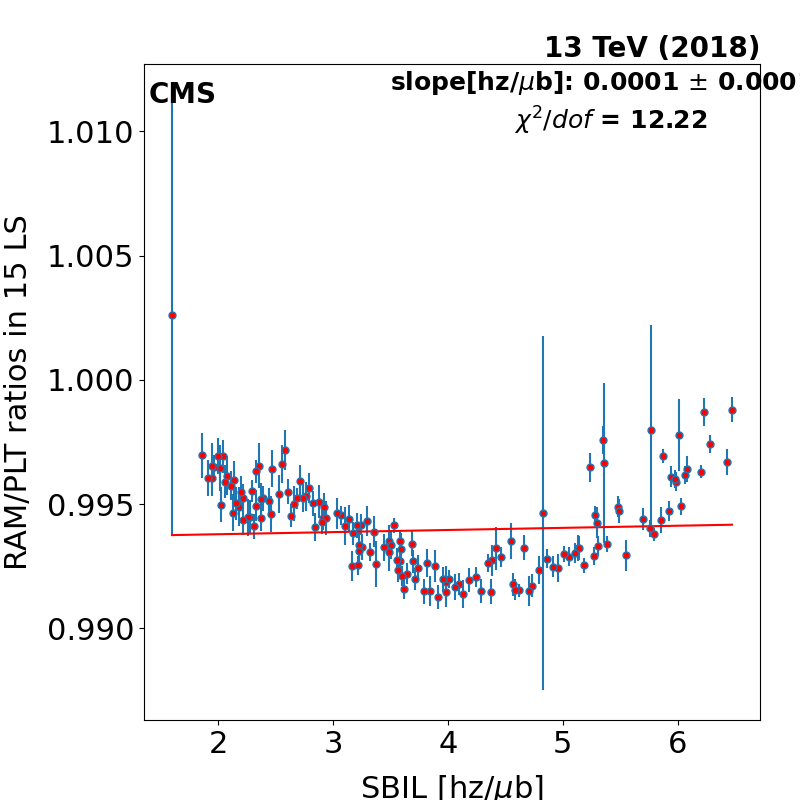 13 TeV (2018)
slope[hz/μb]: 0.0001 ± 0.000
CMS
χ²/dof = 12.22
RAM/PLT ratios in 15 LS
1.010
1.005
1.000
0.995
0.990
2 3 4 5 6
SBIL [hz/μb]